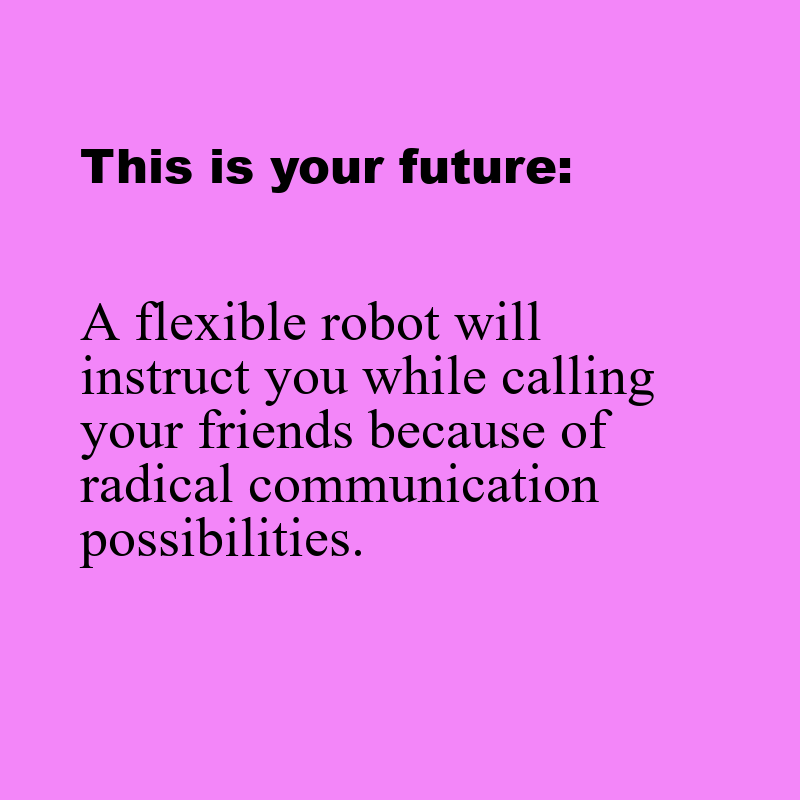 This is your future:
A flexible robot will
instruct you while calling
your friends because of
radical communication
possibilities.